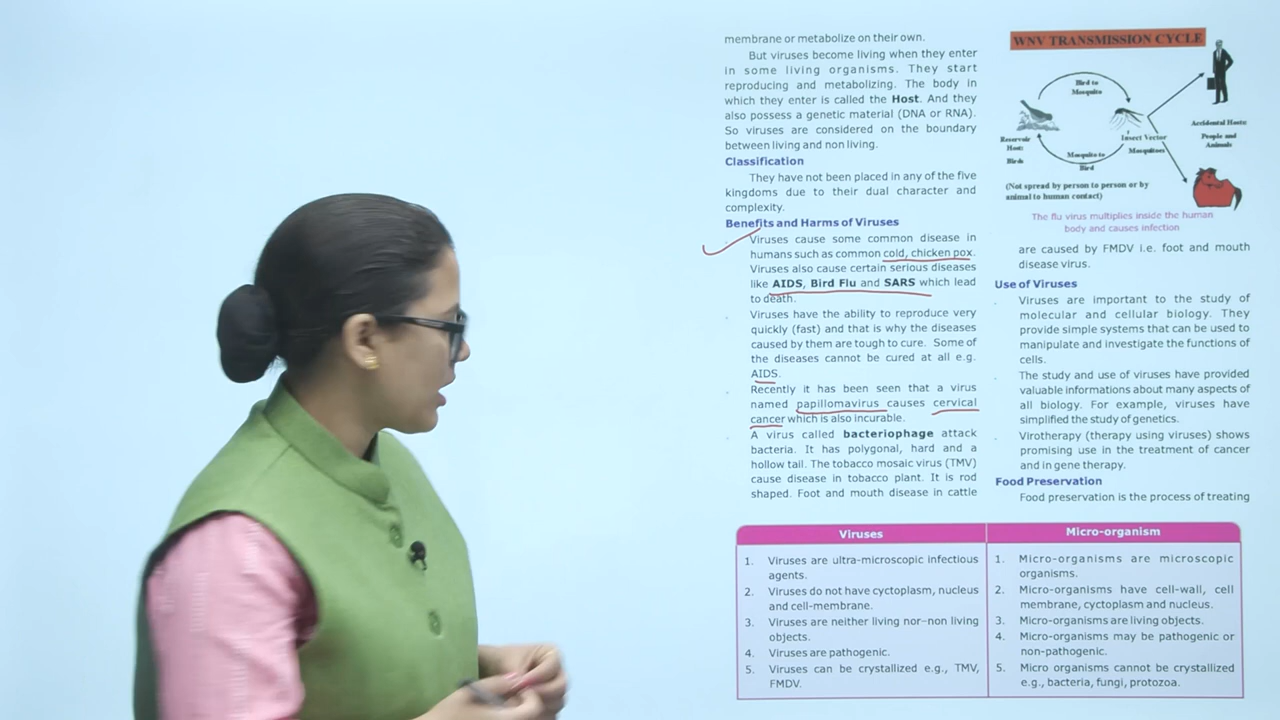 membrane or metabolize on their own.
But viruses become living when they enter
in some living organisms. They start
reproducing and metabolizing. The body in
which they enter is called the Host. And they
also possess a genetic material (DNA or RNA).
So viruses are considered on the boundary
between living and non living.
Classification
They have not been placed in any of the five
kingdoms due to their dual character and
complexity.
Benefits and Harms of Viruses
Viruses cause some common disease in
humans such as common cold, chicken pox.
Viruses also cause certain serious diseases
like AIDS, Bird Flu and SARS which lead
to death.
Viruses have the ability to reproduce very
quickly (fast) and that is why the diseases
caused by them are tough to cure. Some of
the diseases cannot be cured at all e.g.
AIDS.
Recently it has been seen that a virus
named papillomavirus causes cervical
cancer which is also incurable.
A virus called bacteriophage attack
bacteria. It has polygonal, hard and a
hollow tail. The tobacco mosaic virus (TMV)
cause disease in tobacco plant. It is rod
shaped. Foot and mouth disease in cattle
WNV TRANSMISSION CYCLE
Bird to
Mosquito
Reservoir
Host:
Birds
Insect Vector
Mosquitoes
Mosquito to
Bird
Accidental Hosts:
People and
Animals
(Not spread by person to person or by
animal to human contact)
The flu virus multiplies inside the human
body and causes infection
are caused by FMDV i.e. foot and mouth
disease virus.
Use of Viruses
Viruses are important to the study of
molecular and cellular biology. They
provide simple systems that can be used to
manipulate and investigate the functions of
cells.
The study and use of viruses have provided
valuable informations about many aspects of
all biology. For example, viruses have
simplified the study of genetics.
Virotherapy (therapy using viruses) shows
promising use in the treatment of cancer
and in gene therapy.
Food Preservation
Food preservation is the process of treating
Viruses
1. Viruses are ultra-microscopic infectious
agents.
2. Viruses do not have cyctoplasm, nucleus
and cell-membrane.
3. Viruses are neither living nor–non living
objects.
4. Viruses are pathogenic.
5. Viruses can be crystallized e.g., TMV,
FMDV.
Micro-organism
1. Micro-organisms are microscopic
organisms.
2. Micro-organisms have cell-wall, cell
membrane, cyctoplasm and nucleus.
3. Micro-organisms are living objects.
4. Micro-organisms may be pathogenic or
non-pathogenic.
5. Micro organisms cannot be crystallized
e.g., bacteria, fungi, protozoa.